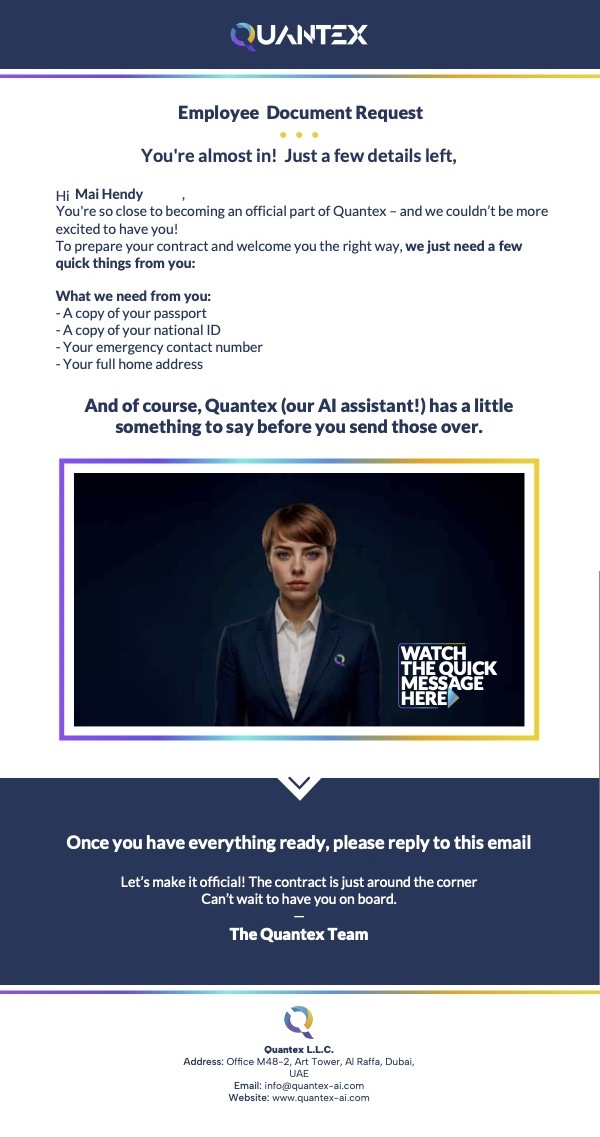 QUANTEX
Employee Document Request
You're almost in! Just a few details left,
Hi Mai Hendy ,
You're so close to becoming an official part of Quantex – and we couldn't be more
excited to have you!
To prepare your contract and welcome you the right way, we just need a few
quick things from you:
What we need from you:
- A copy of your passport
- A copy of your national ID
- Your emergency contact number
- Your full home address
And of course, Quantex (our AI assistant!) has a little
something to say before you send those over.
WATCH
THE QUICK
MESSAGE
HERE
Once you have everything ready, please reply to this email
Let's make it official! The contract is just around the corner
Can't wait to have you on board.
—
The Quantex Team
Quantex L.L.C.
Address: Office M48-2, Art Tower, Al Raffa, Dubai,
UAE
Email: info@quantex-ai.com
Website: www.quantex-ai.com